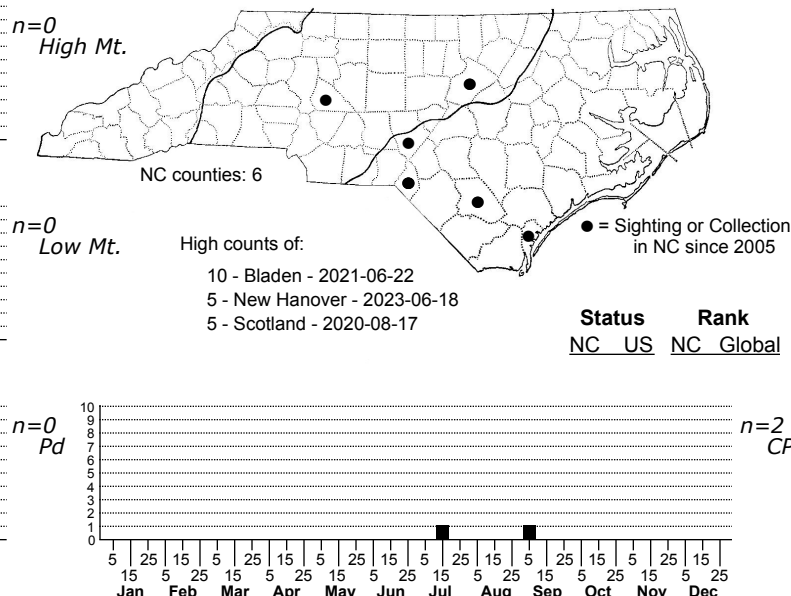 n=0
High Mt.
NC counties: 6
n=0
Low Mt.
High counts of:
10 - Bladen - 2021-06-22
5 - New Hanover - 2023-06-18
5 - Scotland - 2020-08-17
= Sighting or Collection
in NC since 2005
Status Rank
NC US NC Global
n=0
Pd
10
9
8
7
6
5
4
3
2
1
0
n=2
CP
5 25 15 5 25 15 5 25 15 5 25 15 5 25 15 5 25 15
15 5 25 15 5 25 15 5 25 15 5 25 15 5 25 15 5 25
Jan Feb Mar Apr May Jun Jul Aug Sep Oct Nov Dec